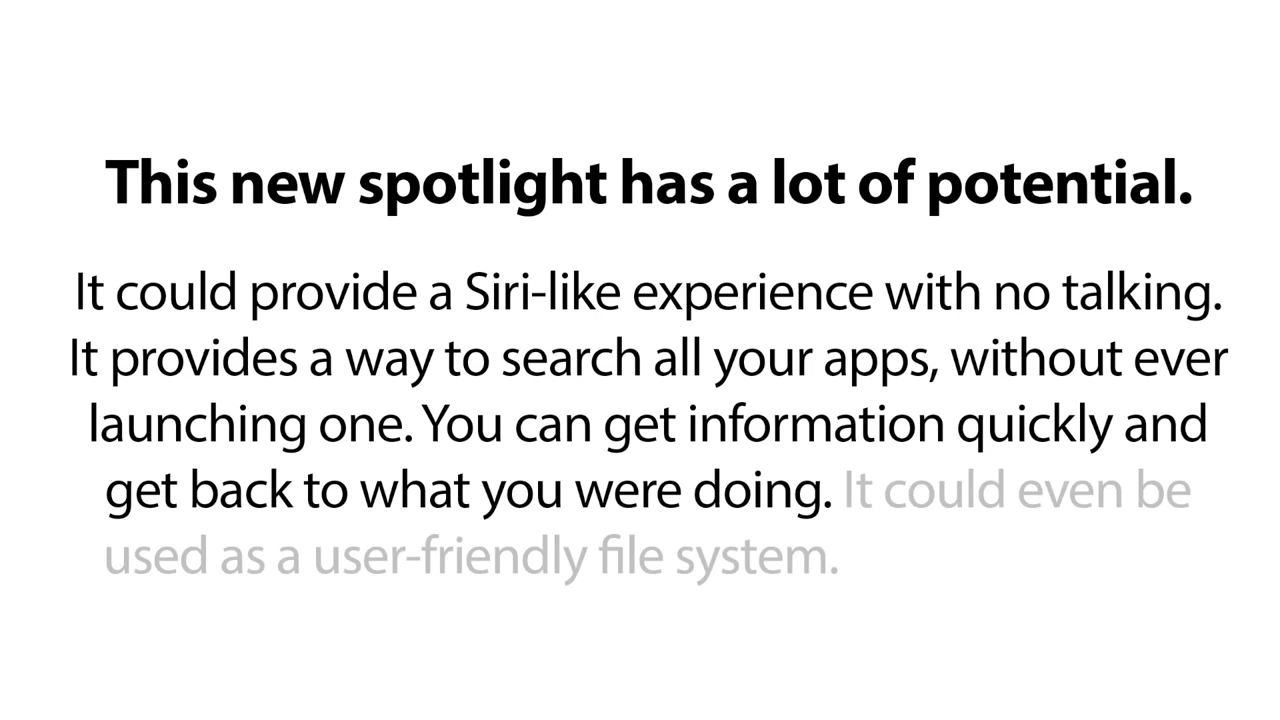 This new spotlight has a lot of potential.
It could provide a Siri-like experience with no talking.
It provides a way to search all your apps, without ever
launching one. You can get information quickly and
get back to what you were doing. It could even be
used as a user-friendly file system.